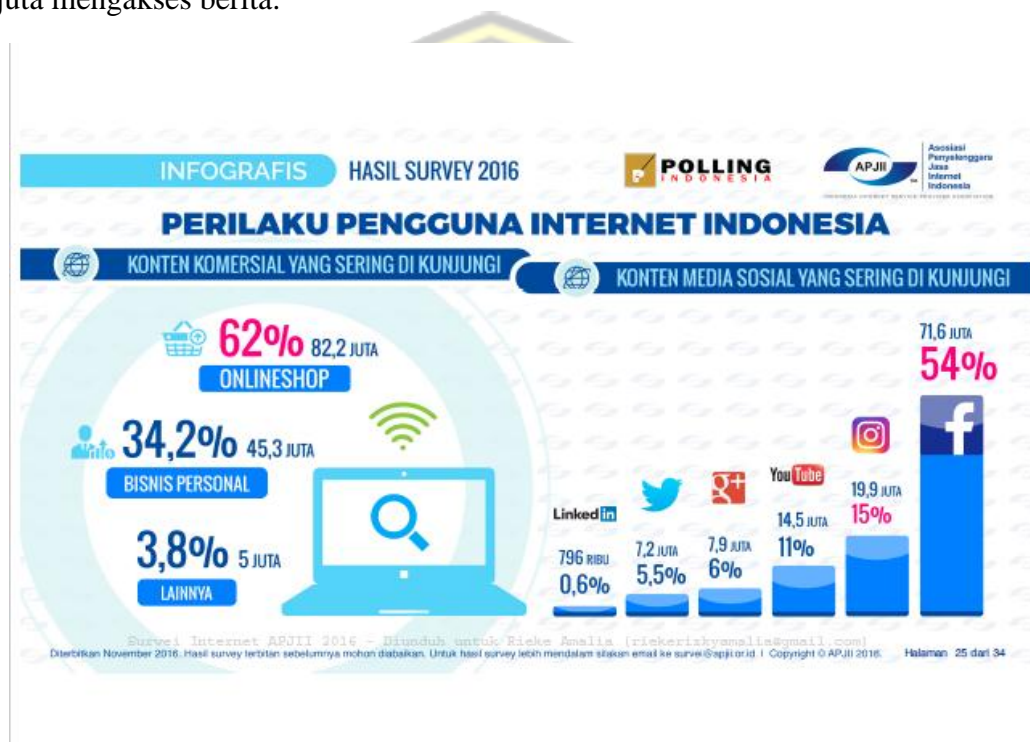 juta mengakses berita.
INFOGRAFIS HASIL SURVEY 2016
POLLING
INDONESIA
APJII
Asosiasi
Penyelenggara
Jasa
Internet
Indonesia
PERILAKU PENGGUNA INTERNET INDONESIA
KONTEN KOMERSIAL YANG SERING DI KUNJUNGI
62% 82,2 JUTA
ONLINESHOP
34,2% 45,3 JUTA
BISNIS PERSONAL
3,8% 5 JUTA
LAINNYA
KONTEN MEDIA SOSIAL YANG SERING DI KUNJUNGI
Linked in
796 RIBU
0,6%
7,2 JUTA
5,5%
g+
7,9 JUTA
6%
You Tube
14,5 JUTA
11%
19,9 JUTA
15%
71,6 JUTA
54%
f
Survei Internet APJII 2016 - Diunduh untuk Rieke Amalia (riekerizkyamalia@gmail.com)
Diterbitkan November 2016. Hasil survey terbitan sebelumnya mohon diabaikan. Untuk hasil survey lebih mendalam silakan email ke survei@apjii.or.id | Copyright © APJII 2016. Halaman 25 dari 34